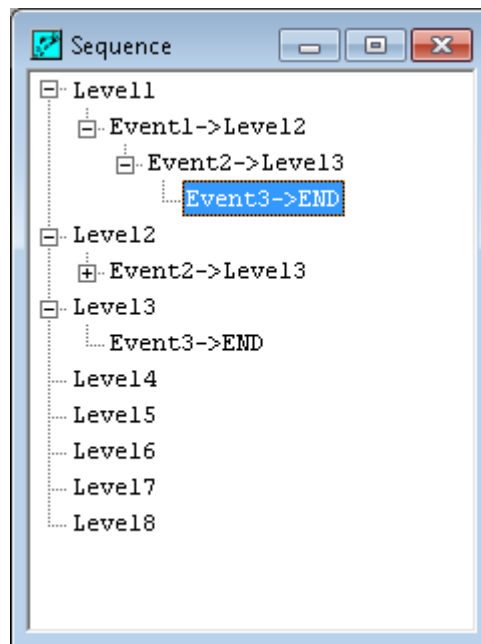 Sequence
Level1
Event1->Level2
Event2->Level3
Event3->END
Level2
Event2->Level3
Level3
Event3->END
Level4
Level5
Level6
Level7
Level8